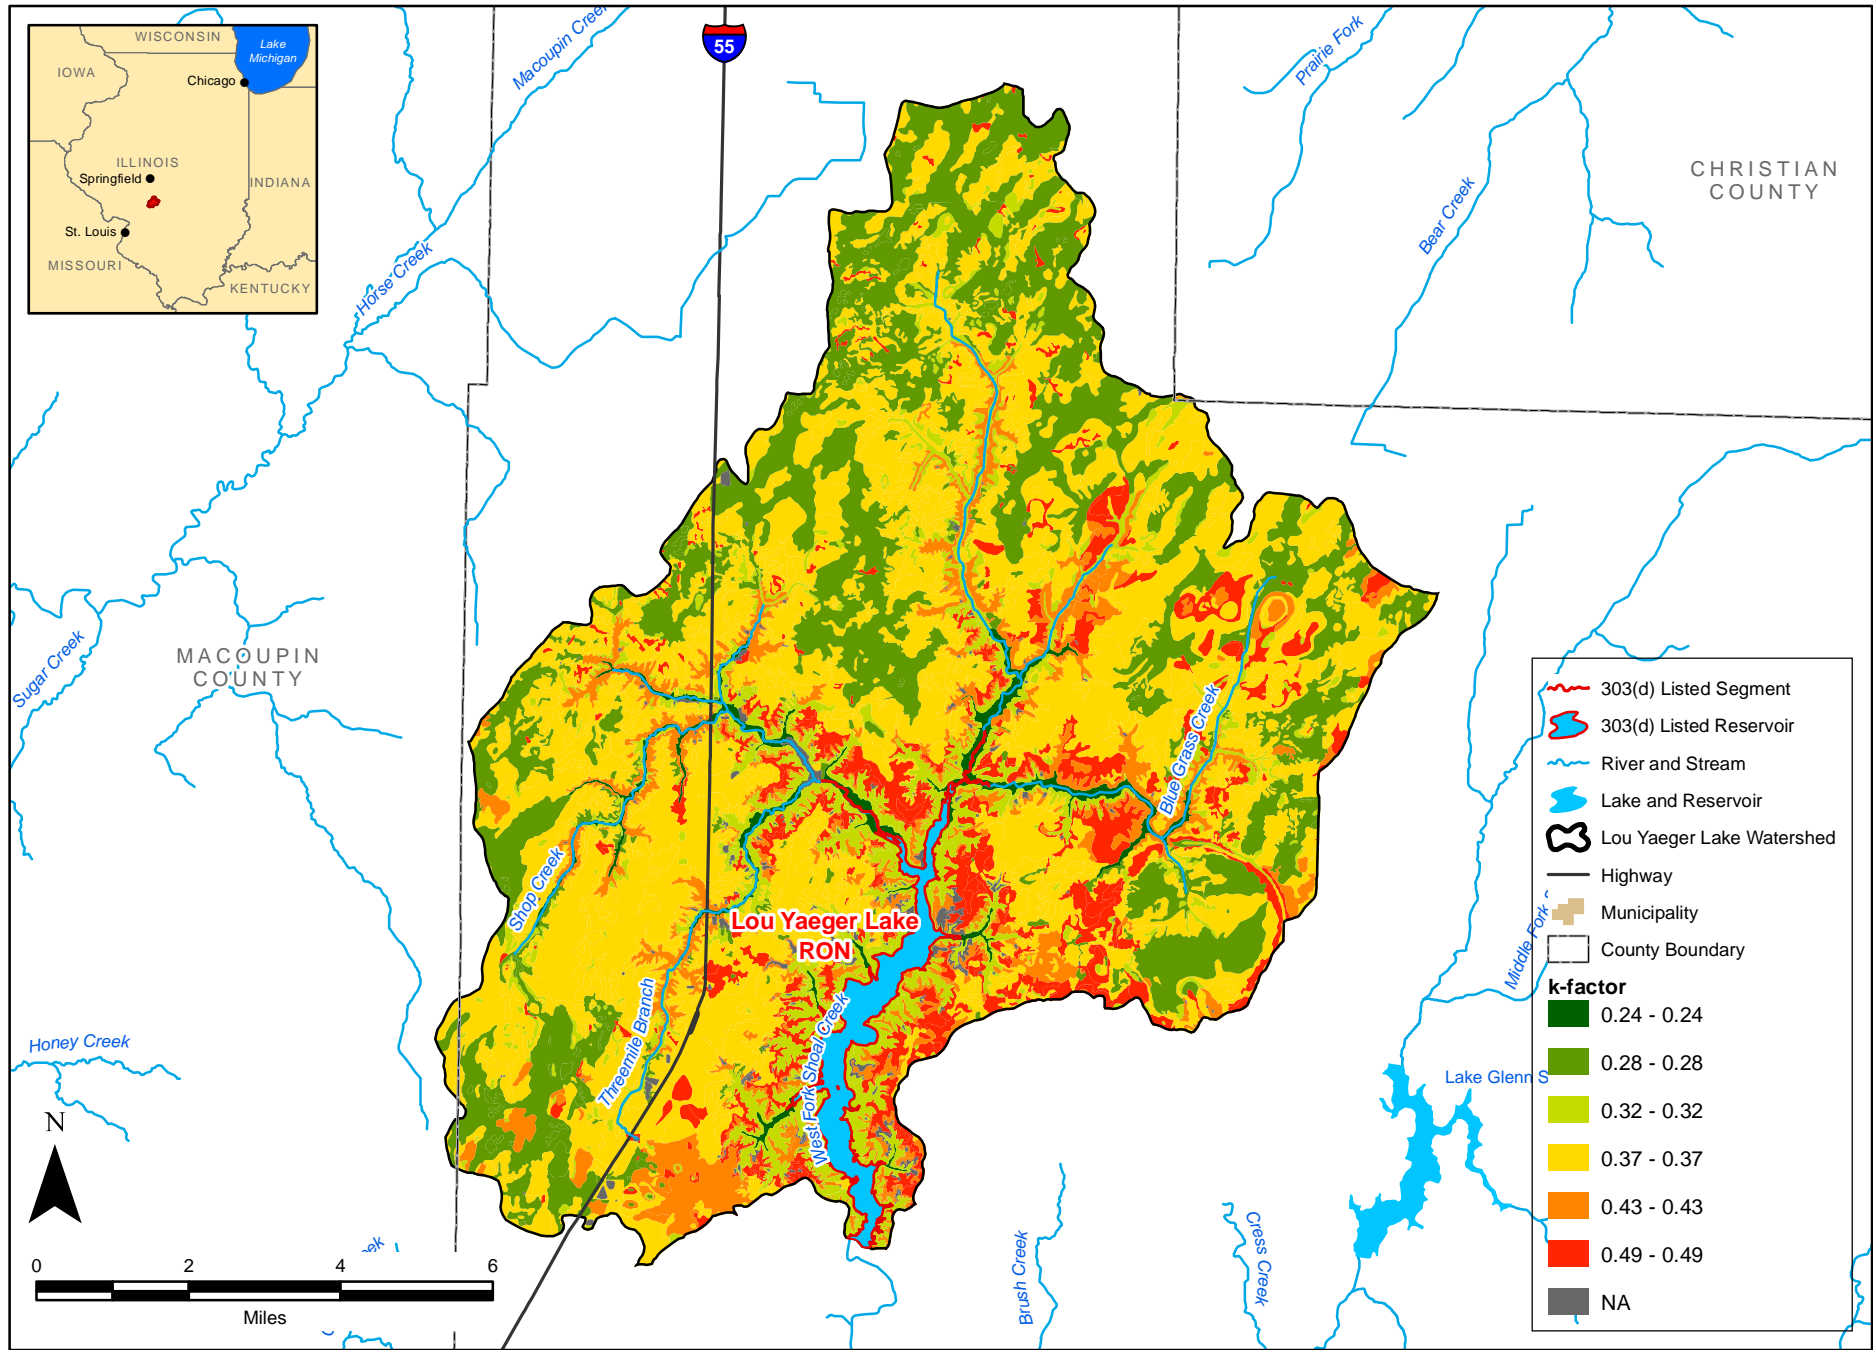 WISCONSIN
Lake
Michigan
IOWA
Chicago
ILLINOIS
Springfield
INDIANA
St. Louis
MISSOURI
KENTUCKY
Macoupin Creek
55
Prairie Fork
CHRISTIAN
COUNTY
Bear Creek
Horse Creek
Sugar Creek
MACOUPIN
COUNTY
Blue Grass Creek
Shop Creek
Lou Yaeger Lake
RON
Threemile Branch
West Fork Shoal Creek
Honey Creek
Middle Fork
Lake Glenn S
Brush Creek
Cress Creek
N
0 2 4 6
Miles
303(d) Listed Segment
303(d) Listed Reservoir
River and Stream
Lake and Reservoir
Lou Yaeger Lake Watershed
Highway
Municipality
County Boundary
k-factor
0.24 - 0.24
0.28 - 0.28
0.32 - 0.32
0.37 - 0.37
0.43 - 0.43
0.49 - 0.49
NA